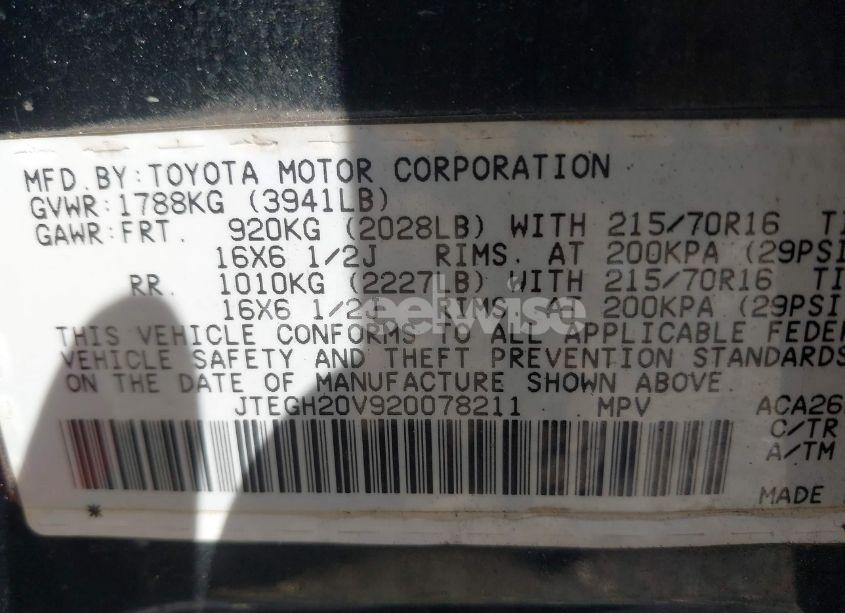 MFD.BY:TOYOTA MOTOR CORPORATION
GVWR:1788KG (3941LB)
GAWR:FRT. 920KG (2028LB) WITH 215/70R16
16X6 1/2J RIMS. AT 200KPA (29PSI
RR. 1010KG (2227LB) WITH 215/70R16
16X6 1/2J RIMS. AT 200KPA (29PSI
THIS VEHICLE CONFORMS TO ALL APPLICABLE FEDER
VEHICLE SAFETY AND THEFT PREVENTION STANDARDS
ON THE DATE OF MANUFACTURE SHOWN ABOVE.
JTEGH20V920078211 MPV ACA26
C/TR
A/TM
MADE
*